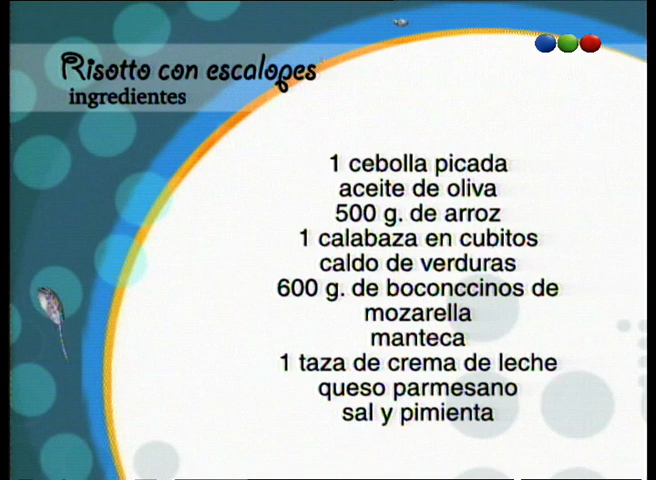 Risotto con escalopes
ingredientes
1 cebolla picada
aceite de oliva
500 g. de arroz
1 calabaza en cubitos
caldo de verduras
600 g. de boconccinos de
mozarella
manteca
1 taza de crema de leche
queso parmesano
sal y pimienta